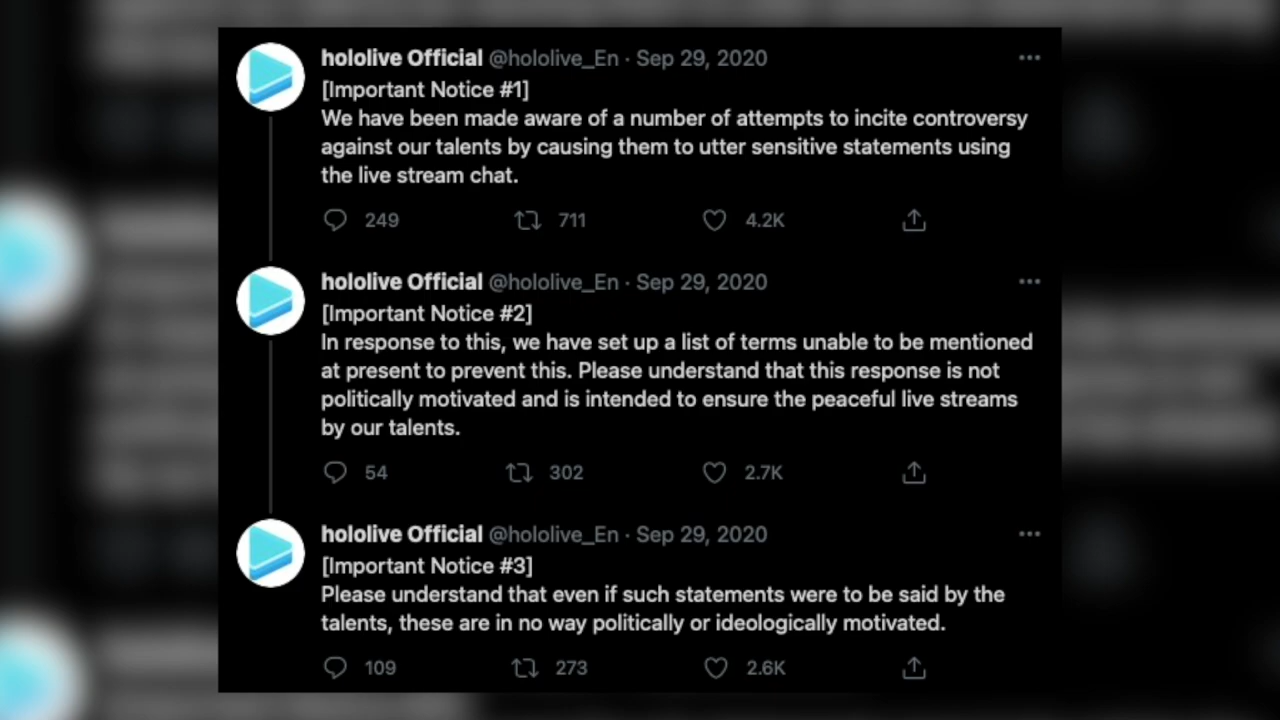 hololive Official @hololive_En · Sep 29, 2020
[Important Notice #1]
We have been made aware of a number of attempts to incite controversy
against our talents by causing them to utter sensitive statements using
the live stream chat.
249 711 4.2K
hololive Official @hololive_En · Sep 29, 2020
[Important Notice #2]
In response to this, we have set up a list of terms unable to be mentioned
at present to prevent this. Please understand that this response is not
politically motivated and is intended to ensure the peaceful live streams
by our talents.
54 302 2.7K
hololive Official @hololive_En · Sep 29, 2020
[Important Notice #3]
Please understand that even if such statements were to be said by the
talents, these are in no way politically or ideologically motivated.
109 273 2.6K